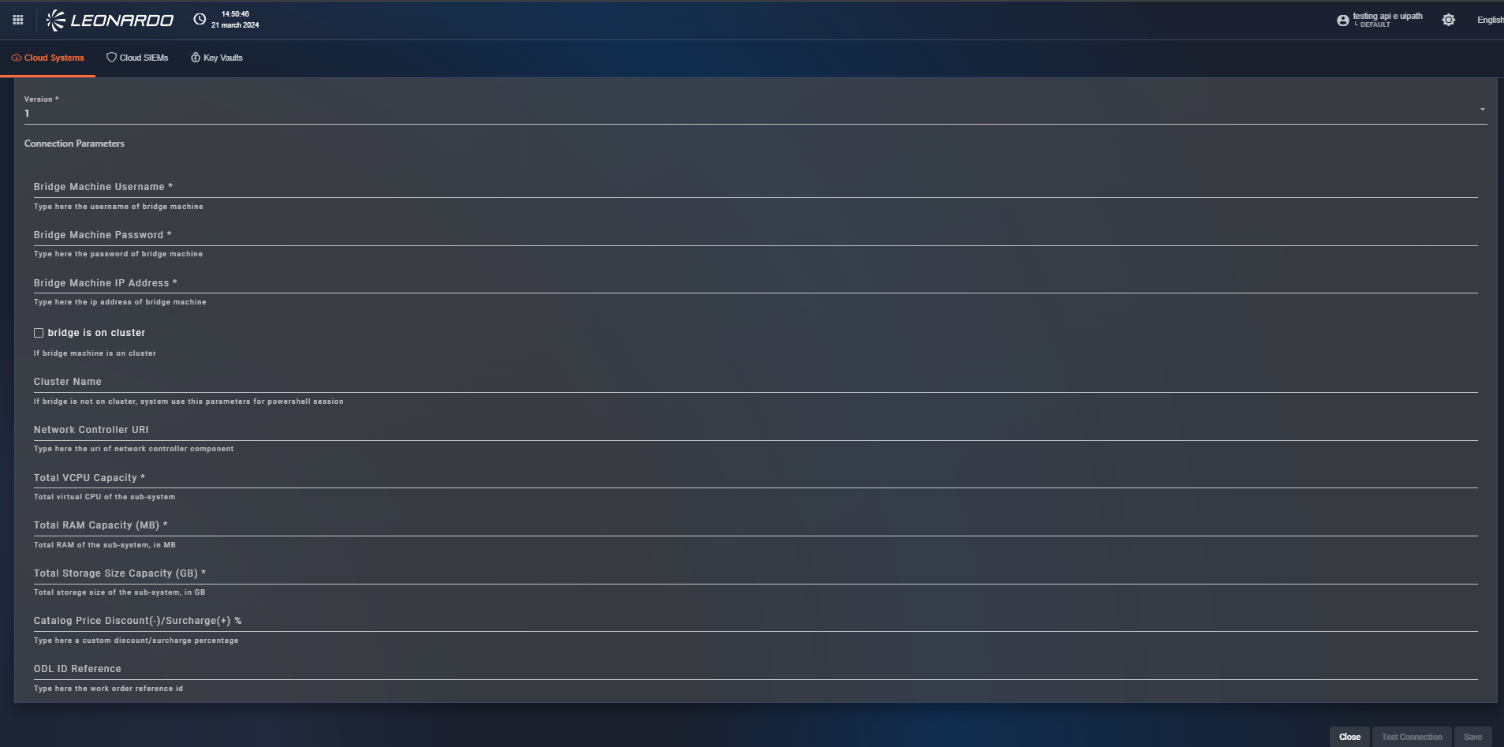 LEONARDO
14:50:46
21 march 2024
testing api e uipath
└ DEFAULT
English
Cloud Systems
Cloud SIEMs
Key Vaults
Version *
1
Connection Parameters
Bridge Machine Username *
Type here the username of bridge machine
Bridge Machine Password *
Type here the password of bridge machine
Bridge Machine IP Address *
Type here the ip address of bridge machine
bridge is on cluster
If bridge machine is on cluster
Cluster Name
If bridge is not on cluster, system use this parameters for powershell session
Network Controller URI
Type here the uri of network controller component
Total VCPU Capacity *
Total virtual CPU of the sub-system
Total RAM Capacity (MB) *
Total RAM of the sub-system, in MB
Total Storage Size Capacity (GB) *
Total storage size of the sub-system, in GB
Catalog Price Discount(-)/Surcharge(+) %
Type here a custom discount/surcharge percentage
ODL ID Reference
Type here the work order reference id
Close
Test Connection
Save